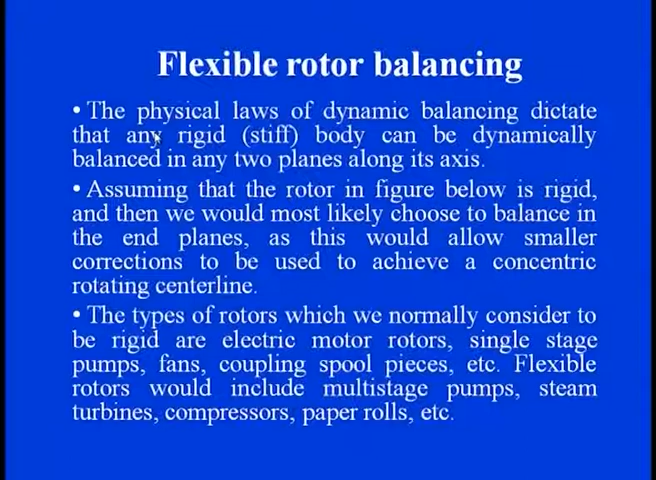 Flexible rotor balancing
• The physical laws of dynamic balancing dictate
that any rigid (stiff) body can be dynamically
balanced in any two planes along its axis.
• Assuming that the rotor in figure below is rigid,
and then we would most likely choose to balance in
the end planes, as this would allow smaller
corrections to be used to achieve a concentric
rotating centerline.
• The types of rotors which we normally consider to
be rigid are electric motor rotors, single stage
pumps, fans, coupling spool pieces, etc. Flexible
rotors would include multistage pumps, steam
turbines, compressors, paper rolls, etc.